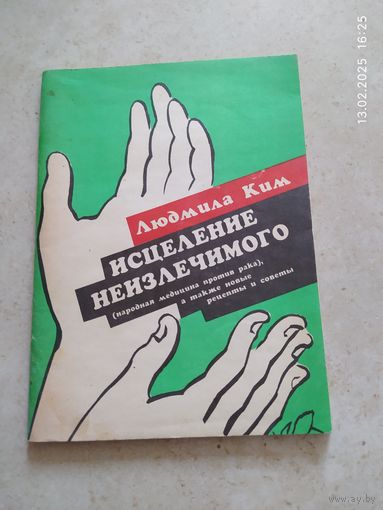 13.02.2025 16:25
Людмила Ким
ИСЦЕЛЕНИЕ
НЕИЗЛЕЧИМОГО
(народная медицина против рака),
а также новые
рецепты и советы
www.ay.by